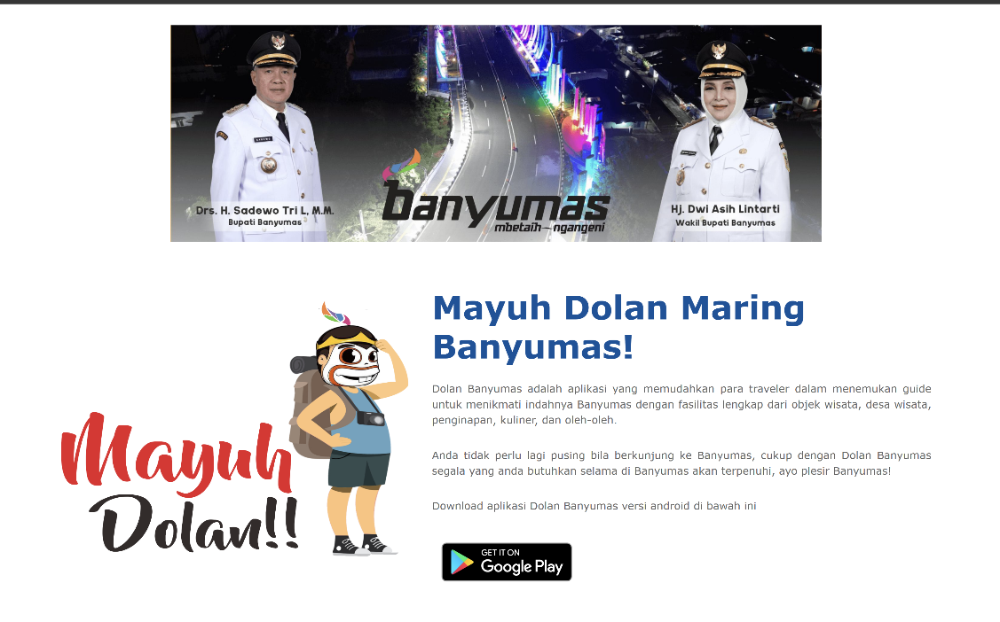 Drs. H. Sadewo Tri L, M.M.
Bupati Banyumas
banyumas
mbetaih ngangeni
Hj. Dwi Asih Lintarti
Wakil Bupati Banyumas
Mayuh
Dolan!!
Mayuh Dolan Maring
Banyumas!
Dolan Banyumas adalah aplikasi yang memudahkan para traveler dalam menemukan guide
untuk menikmati indahnya Banyumas dengan fasilitas lengkap dari objek wisata, desa wisata,
penginapan, kuliner, dan oleh-oleh.
Anda tidak perlu lagi pusing bila berkunjung ke Banyumas, cukup dengan Dolan Banyumas
segala yang anda butuhkan selama di Banyumas akan terpenuhi, ayo plesir Banyumas!
Download aplikasi Dolan Banyumas versi android di bawah ini
GET IT ON
Google Play